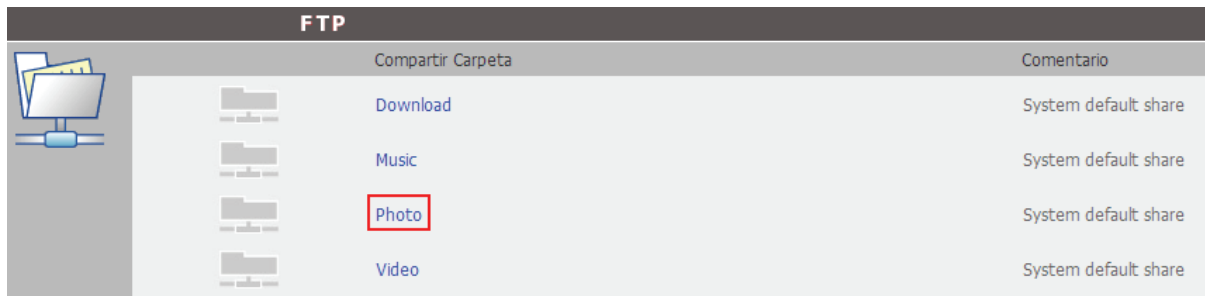 FTP
Compartir Carpeta Comentario
Download System default share
Music System default share
Photo System default share
Video System default share